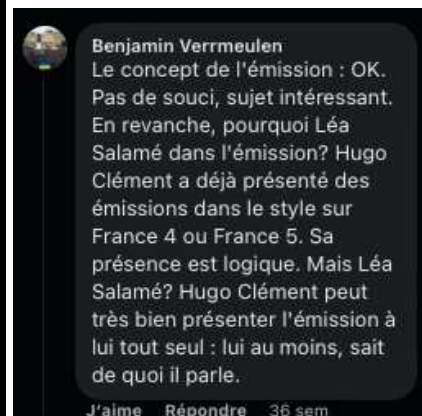 Benjamin Verrmeulen
Le concept de l'émission : OK.
Pas de souci, sujet intéressant.
En revanche, pourquoi Léa
Salamé dans l'émission? Hugo
Clément a déjà présenté des
émissions dans le style sur
France 4 ou France 5. Sa
présence est logique. Mais Léa
Salamé? Hugo Clément peut
très bien présenter l'émission à
lui tout seul : lui au moins, sait
de quoi il parle.
J'aime Répondre 36 sem